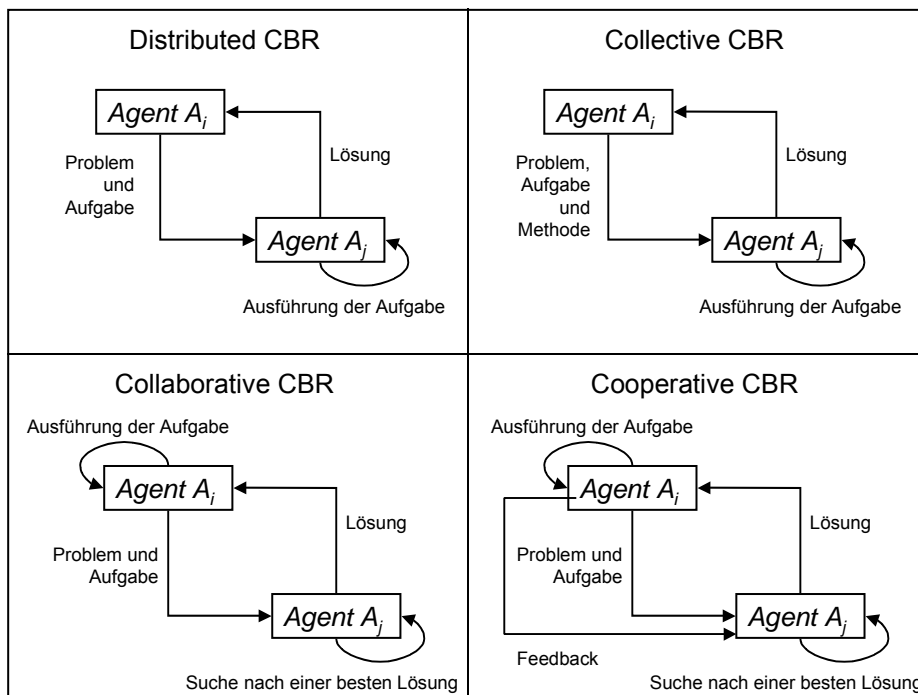 Distributed CBR
Agent Ai
Problem
und
Aufgabe
Lösung
Agent Aj
Ausführung der Aufgabe
Collective CBR
Agent Ai
Problem,
Aufgabe
und
Methode
Lösung
Agent Aj
Ausführung der Aufgabe
Collaborative CBR
Ausführung der Aufgabe
Agent Ai
Lösung
Problem und
Aufgabe
Agent Aj
Suche nach einer besten Lösung
Cooperative CBR
Ausführung der Aufgabe
Agent Ai
Lösung
Problem und
Aufgabe
Agent Aj
Feedback
Suche nach einer besten Lösung